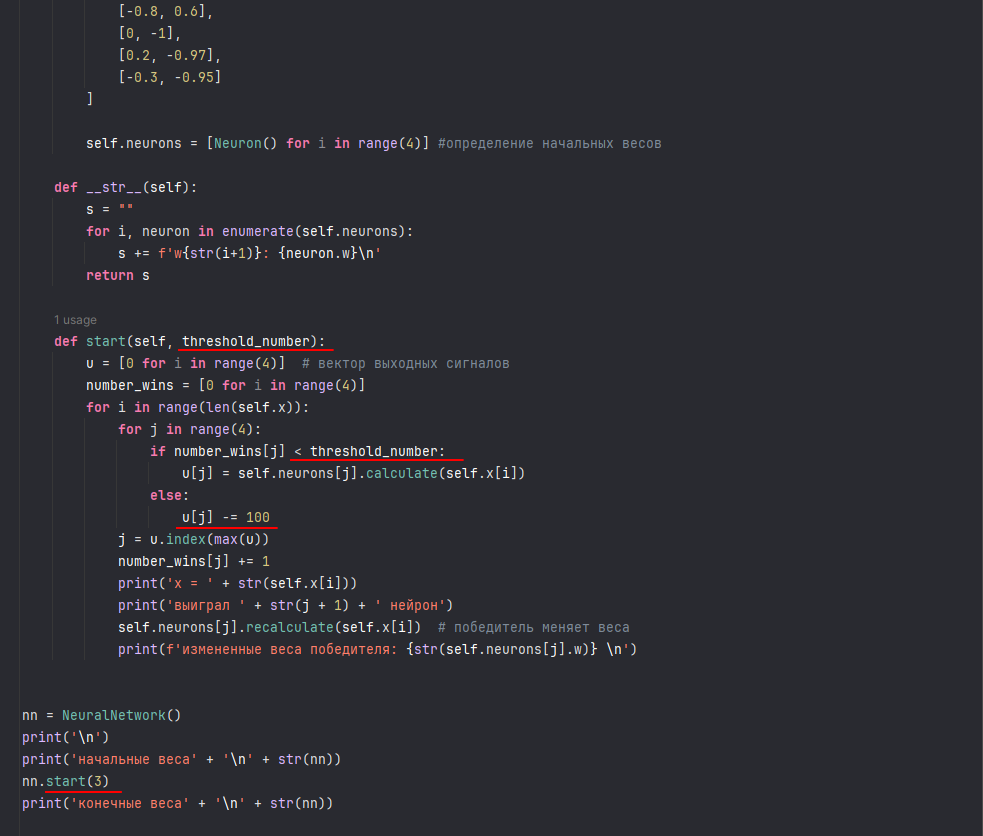 [-0.8, 0.6],
[0, -1],
[0.2, -0.97],
[-0.3, -0.95]
]
self.neurons = [Neuron() for i in range(4)] #определение начальных весов
def __str__(self):
s = ""
for i, neuron in enumerate(self.neurons):
s += f'w{str(i+1)}: {neuron.w}\n'
return s
1 usage
def start(self, threshold_number):
u = [0 for i in range(4)]  # вектор выходных сигналов
number_wins = [0 for i in range(4)]
for i in range(len(self.x)):
for j in range(4):
if number_wins[j] < threshold_number:
u[j] = self.neurons[j].calculate(self.x[i])
else:
u[j] -= 100
j = u.index(max(u))
number_wins[j] += 1
print('x = ' + str(self.x[i]))
print('выиграл ' + str(j + 1) + ' нейрон')
self.neurons[j].recalculate(self.x[i])  # победитель меняет веса
print(f'измененные веса победителя: {str(self.neurons[j].w)} \n')
nn = NeuralNetwork()
print('\n')
print('начальные веса' + '\n' + str(nn))
nn.start(3)
print('конечные веса' + '\n' + str(nn))